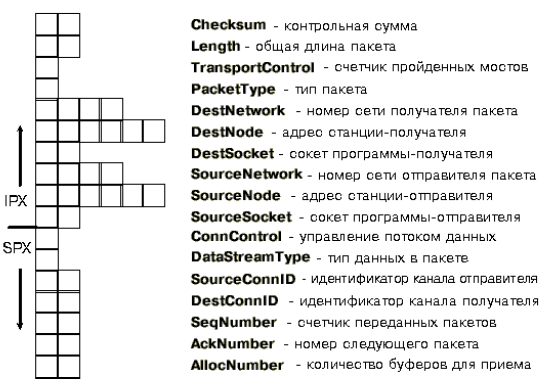 Checksum - контрольная сумма
Length - общая длина пакета
TransportControl - счетчик пройденных мостов
PacketType - тип пакета
DestNetwork - номер сети получателя пакета
DestNode - адрес станции-получателя
DestSocket - сокет программы-получателя
SourceNetwork - номер сети отправителя пакета
IPX SourceNode - адрес станции-отправителя
SourceSocket - сокет программы-отправителя
ConnControl - управление потоком данных
SPX DataStreamType - тип данных в пакете
SourceConnID - идентификатор канала отправителя
DestConnID - идентификатор канала получателя
SeqNumber - счетчик переданных пакетов
AckNumber - номер следующего пакета
AllocNumber - количество буферов для приема